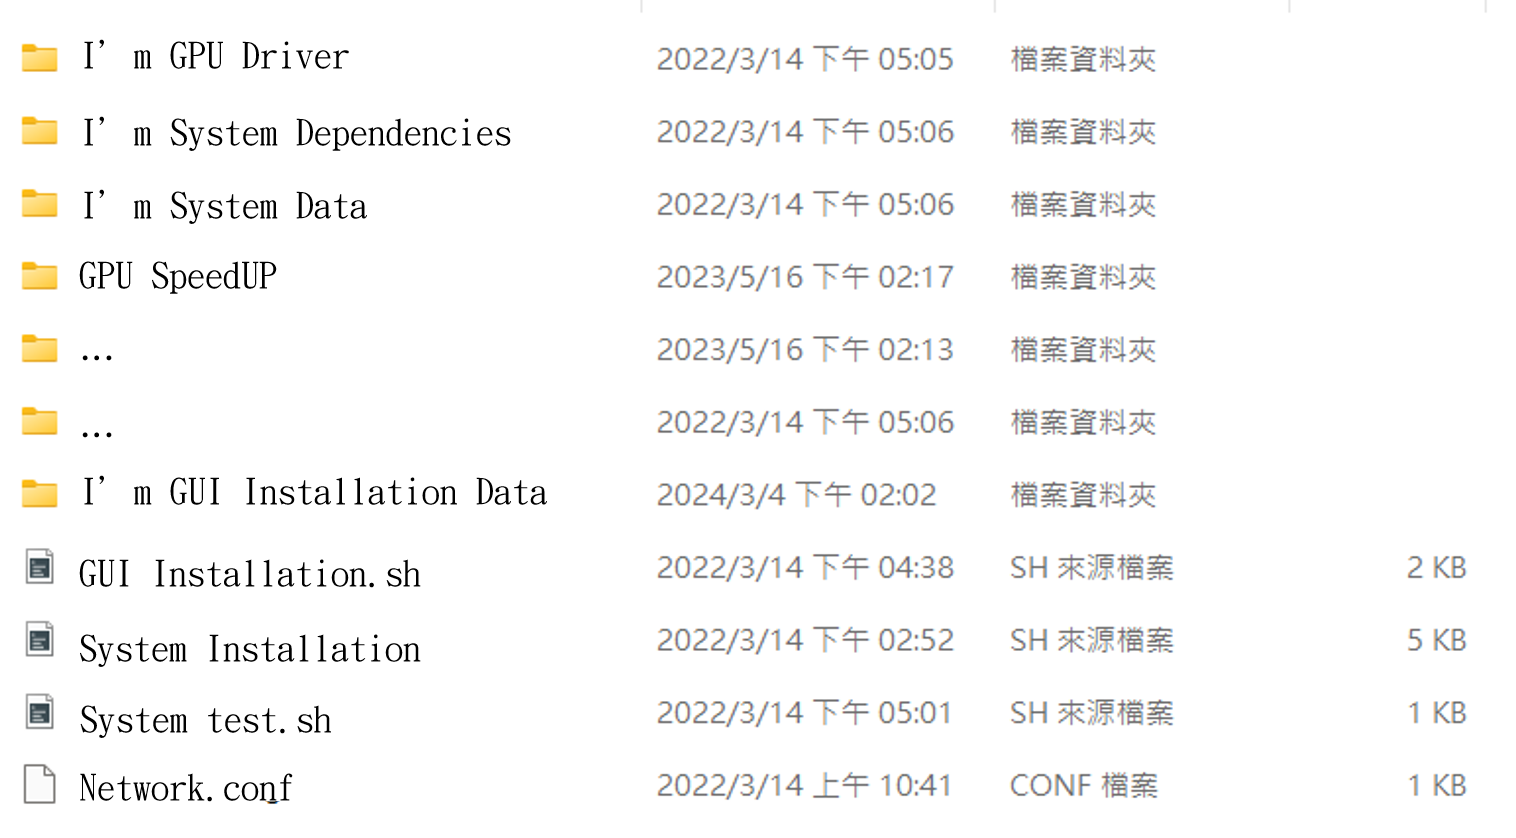 I’m GPU Driver 2022/3/14 下午 05:05 檔案資料夾
I’m System Dependencies 2022/3/14 下午 05:06 檔案資料夾
I’m System Data 2022/3/14 下午 05:06 檔案資料夾
GPU SpeedUP 2023/5/16 下午 02:17 檔案資料夾
... 2023/5/16 下午 02:13 檔案資料夾
... 2022/3/14 下午 05:06 檔案資料夾
I’m GUI Installation Data 2024/3/4 下午 02:02 檔案資料夾
GUI Installation.sh 2022/3/14 下午 04:38 SH 來源檔案 2 KB
System Installation 2022/3/14 下午 02:52 SH 來源檔案 5 KB
System test.sh 2022/3/14 下午 05:01 SH 來源檔案 1 KB
Network.conf 2022/3/14 上午 10:41 CONF 檔案 1 KB